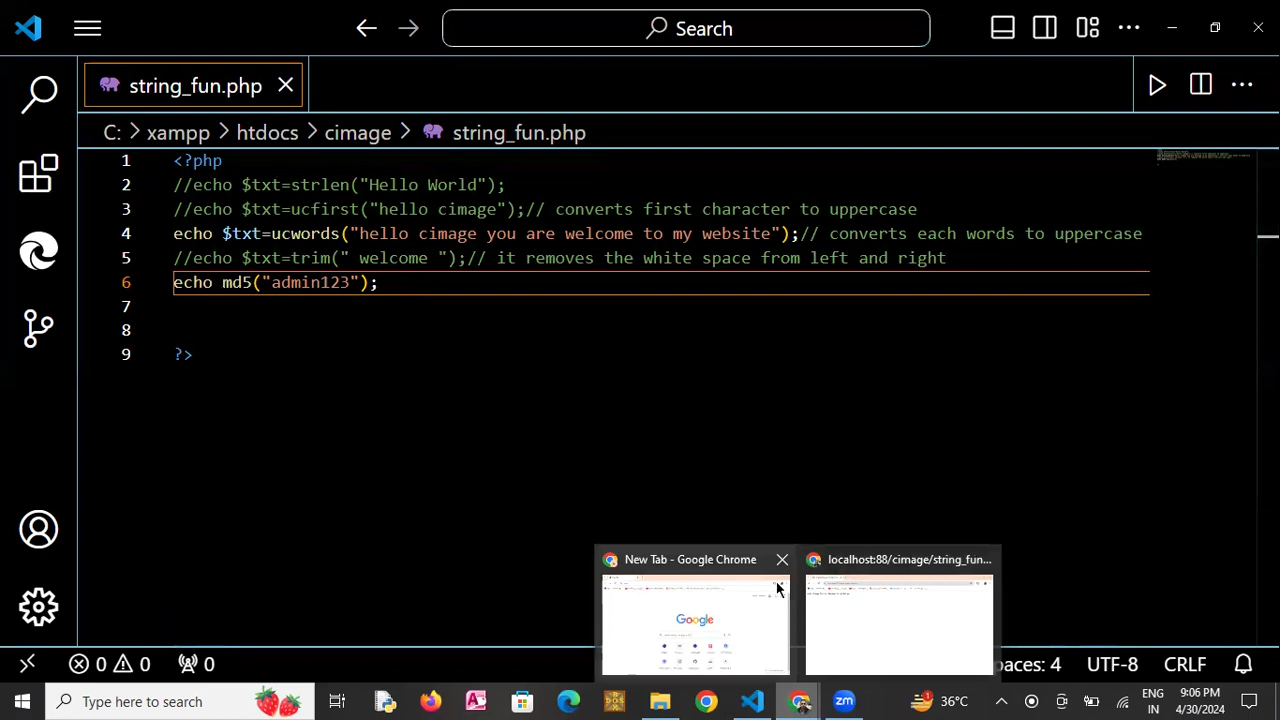 Search
string_fun.php
C: > xampp > htdocs > cimage > string_fun.php
1 <?php
2 //echo $txt=strlen("Hello World");
3 //echo $txt=ucfirst("hello cimage");// converts first character to uppercase
4 echo $txt=ucwords("hello cimage you are welcome to my website");// converts each words to uppercase
5 //echo $txt=trim(" welcome ");// it removes the white space from left and right
6 echo md5("admin123");
7
8
9 ?>
New Tab - Google Chrome
localhost:88/cimage/string_fun...
Google
0 0 0
paces: 4 UTF-8 CRLF
Type here to search
DOS
zm
1
36°C
ENG
IN
9:06 PM
4/30/2024